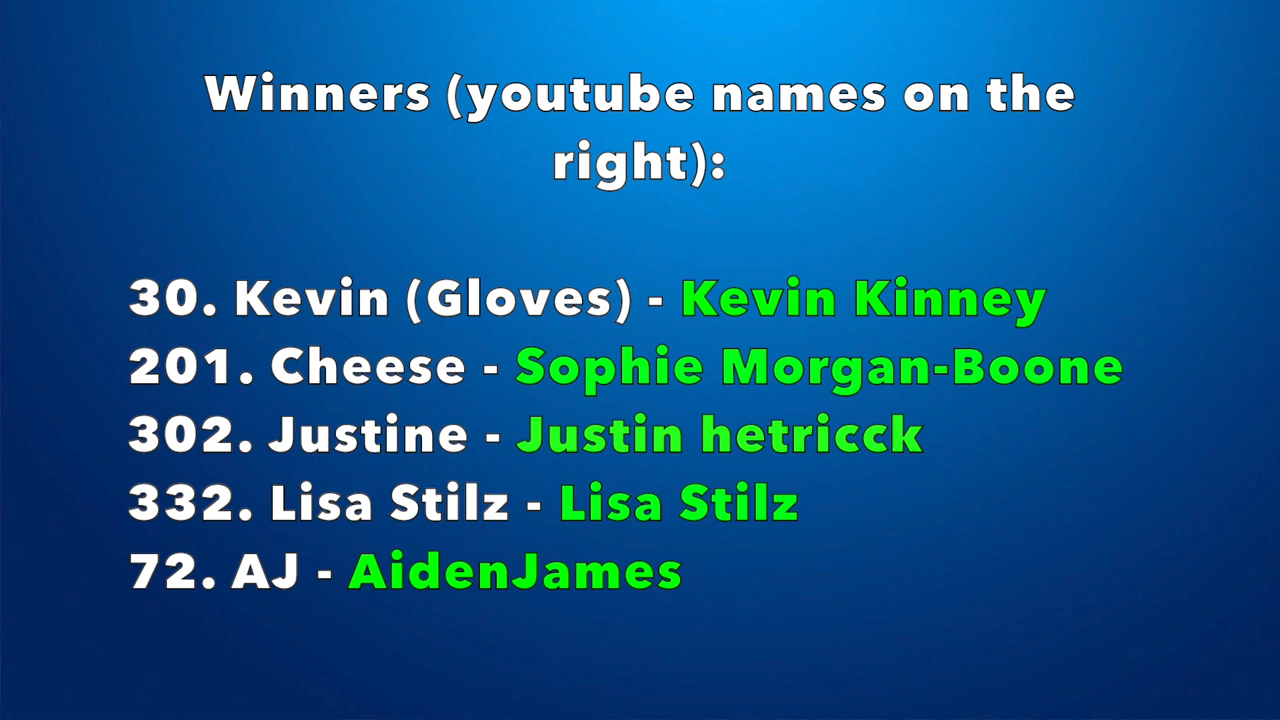 Winners (youtube names on the
right):
30. Kevin (Gloves) - Kevin Kinney
201. Cheese - Sophie Morgan-Boone
302. Justine - Justin hetricck
332. Lisa Stilz - Lisa Stilz
72. AJ - AidenJames